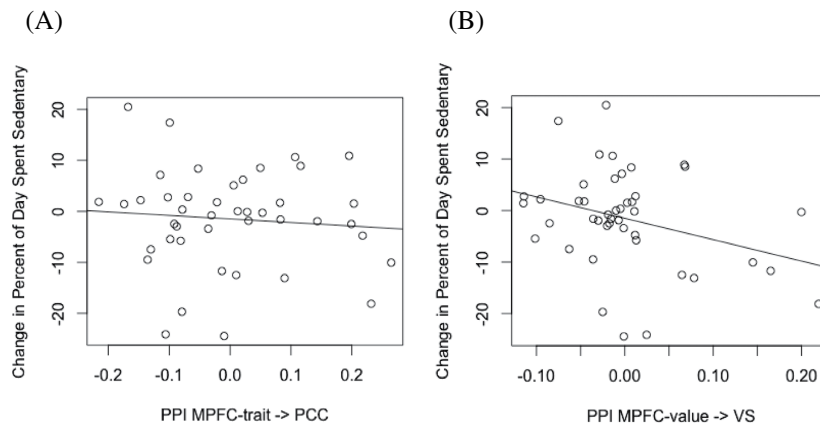 (A)
Change in Percent of Day Spent Sedentary
20
10
0
-10
-20
-0.2 -0.1 0.0 0.1 0.2
PPI MPFC-trait -> PCC
(B)
Change in Percent of Day Spent Sedentary
20
10
0
-10
-20
-0.10 0.00 0.10 0.20
PPI MPFC-value -> VS